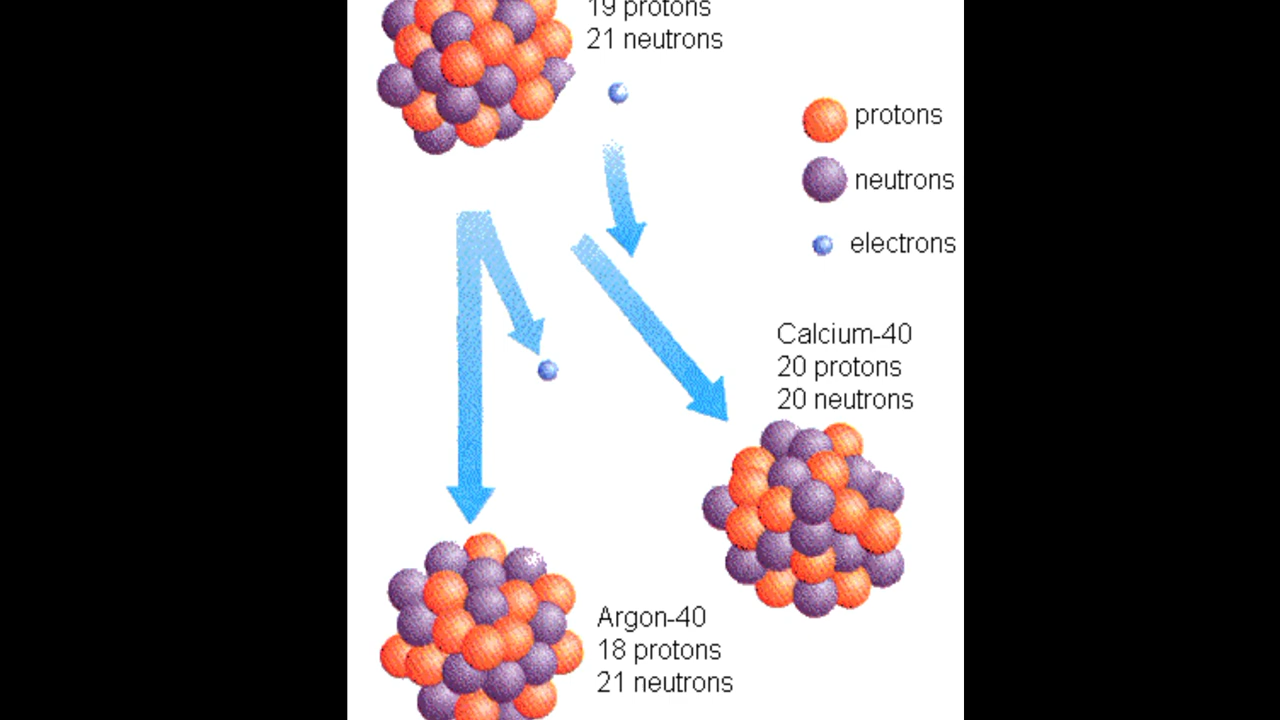 19 protons
21 neutrons
protons
neutrons
electrons
Calcium-40
20 protons
20 neutrons
Argon-40
18 protons
21 neutrons